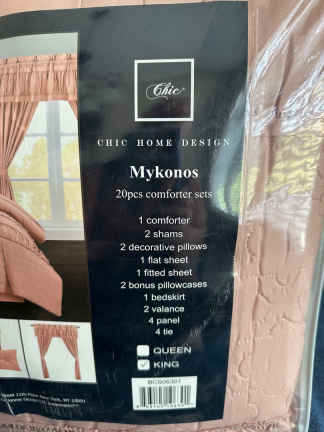 Chic
CHIC HOME DESIGN
Mykonos
20pcs comforter sets
1 comforter
2 shams
2 decorative pillows
1 flat sheet
1 fitted sheet
2 bonus pillowcases
1 bedskirt
2 valance
4 panel
4 tie
QUEEN
KING